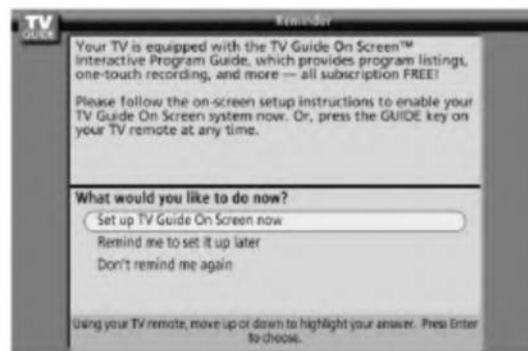 TV
GUIDE
Reminder
Your TV is equipped with the TV Guide On Screen™
Interactive Program Guide, which provides program listings,
one-touch recording, and more — all subscription FREE!
Please follow the on-screen setup instructions to enable your
TV Guide On Screen system now. Or, press the GUIDE key on
your TV remote at any time.
What would you like to do now?
Set up TV Guide On Screen now
Remind me to set it up later
Don't remind me again
Using your TV remote, move up or down to highlight your answer. Press Enter
to choose.